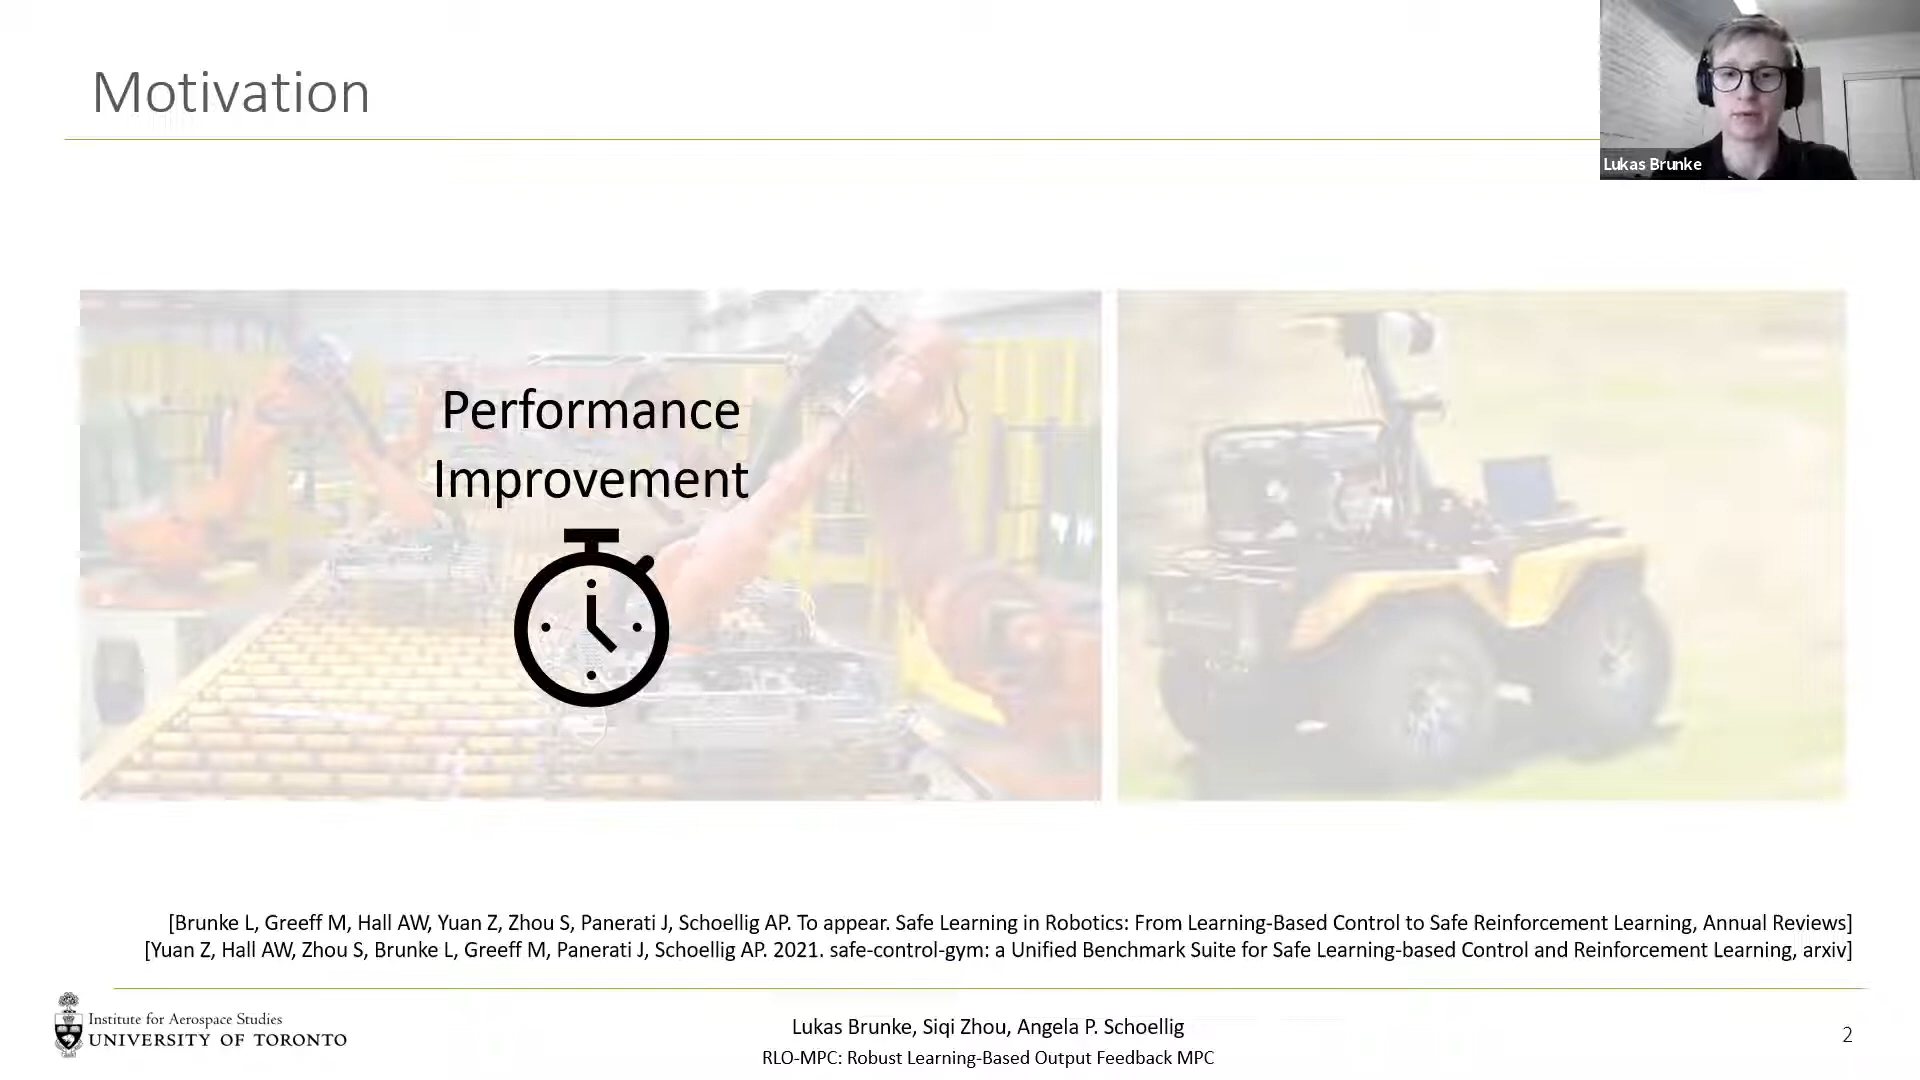 Motivation
Lukas Brunke
Performance
Improvement
[Brunke L, Greeff M, Hall AW, Yuan Z, Zhou S, Panerati J, Schoellig AP. To appear. Safe Learning in Robotics: From Learning-Based Control to Safe Reinforcement Learning, Annual Reviews]
[Yuan Z, Hall AW, Zhou S, Brunke L, Greeff M, Panerati J, Schoellig AP. 2021. safe-control-gym: a Unified Benchmark Suite for Safe Learning-based Control and Reinforcement Learning, arxiv]
Institute for Aerospace Studies
UNIVERSITY OF TORONTO
Lukas Brunke, Siqi Zhou, Angela P. Schoellig
RLO-MPC: Robust Learning-Based Output Feedback MPC
2